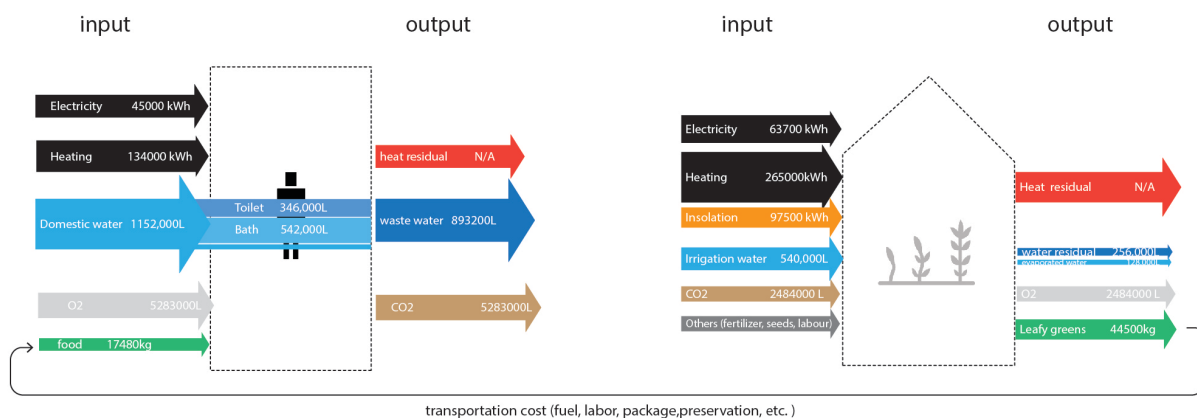 input
output
input
output
Electricity 45000 kWh
Heating 134000 kWh
Domestic water 1152,000L
O2 5283000L
food 17480kg
Toilet 346,000L
Bath 542,000L
heat residual N/A
waste water 893200L
CO2 5283000L
Electricity 63700 kWh
Heating 265000kWh
Insolation 97500 kWh
Irrigation water 540,000L
CO2 2484000 L
Others (fertilizer, seeds, labour)
Heat residual N/A
water residual 256,000L
evaporated water 128,000L
O2 2484000 L
Leafy greens 44500kg
transportation cost (fuel, labor, package,preservation, etc. )